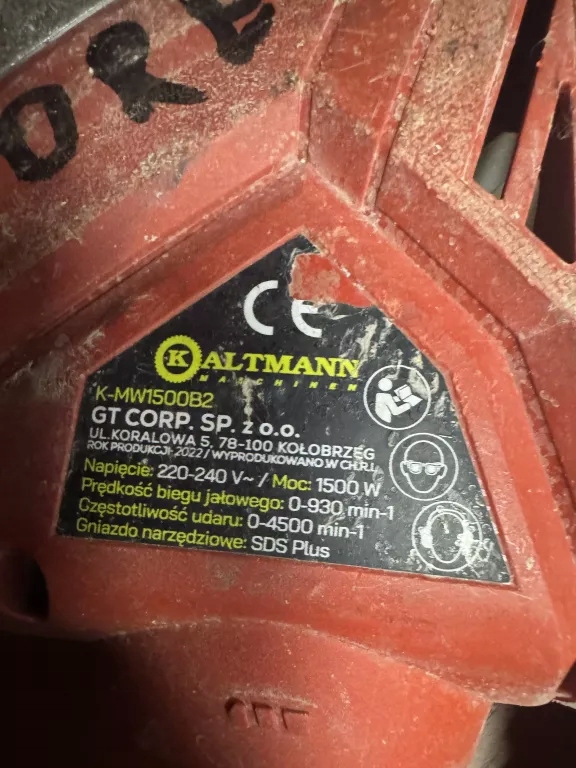 ORE
CE
KALTMANN
MASCHINEN
K-MW1500B2
GT CORP. SP. z o.o.
UL.KORALOWA 5, 78-100 KOŁOBRZEG
ROK PRODUKCJI-2022/WYPRODUKOWANO W CH.R.L
Napięcie: 220-240 V~ / Moc: 1500 W
Prędkość biegu jałowego: 0-930 min-1
Częstotliwość udaru: 0-4500 min-1
Gniazdo narzędziowe: SDS Plus